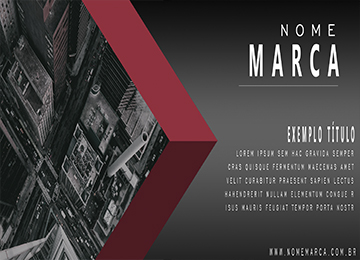 NOME
MARCA
EXEMPLO TÍTULO
LOREM IPSUM SEM HAC GRAVIDA NEC
CRAS QUISQUE FERMENTUM MAECENAS AMET
VELIT CURABITUR PRAESENT SAPIEN LECTUS
HAHENDRERIT NULLAM ELEMENTUM CONGUE R
ISUS MAURIS FEUGIAT TEMPOR PORTA NOSTR
WWW.NOMEMARCA.COM.BR